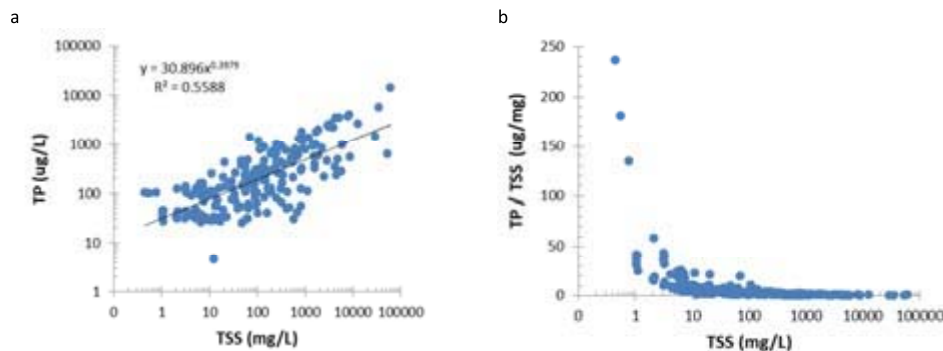 a
b
100000
10000
1000
100
10
1
TP (ug/L)
y = 30.896x^0.3979
R² = 0.5588
0 1 10 100 1000 10000 100000
TSS (mg/L)
250
200
150
100
50
0
TP / TSS (ug/mg)
0 1 10 100 1000 10000 100000
TSS (mg/L)